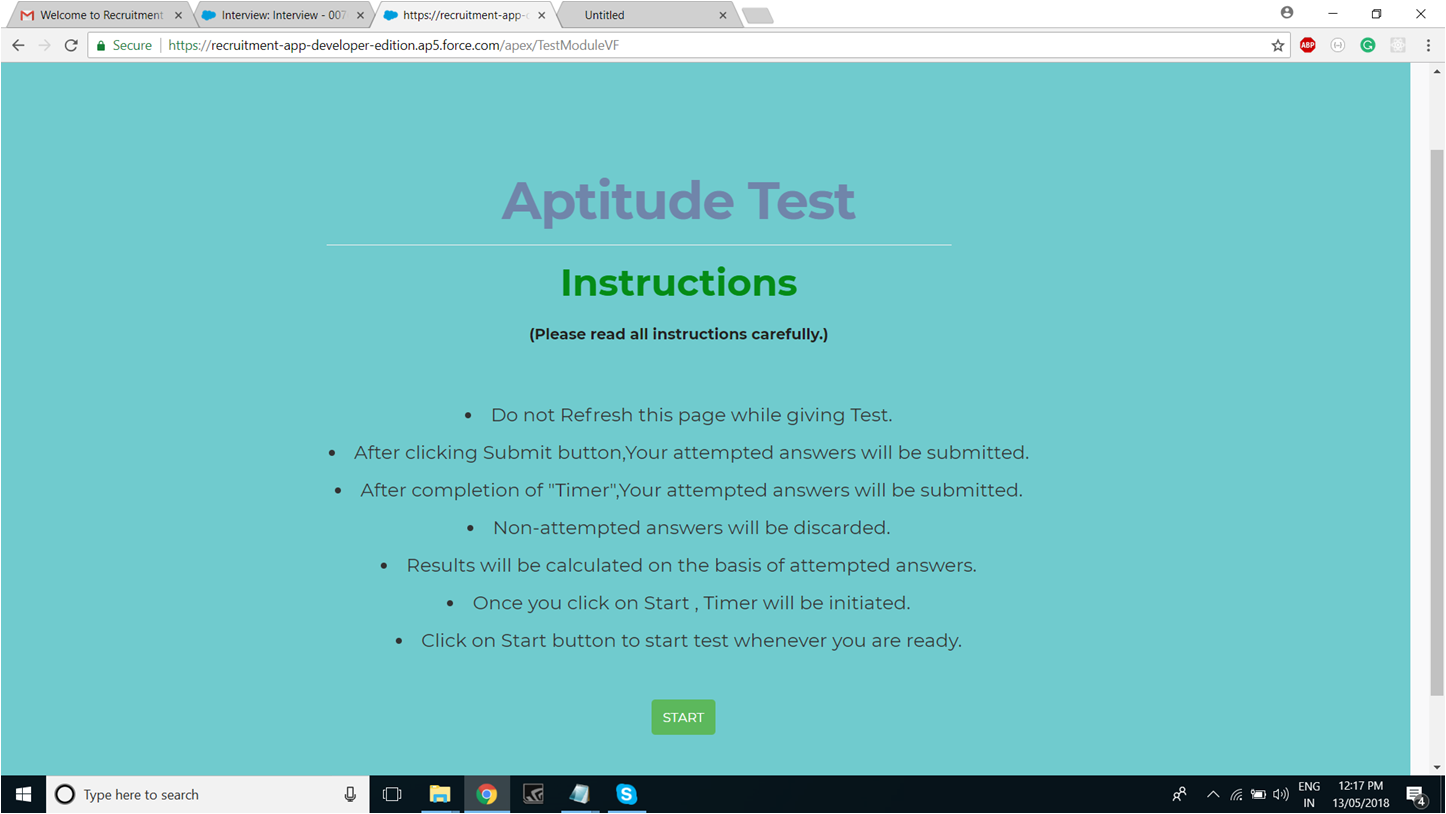 Welcome to Recruitment
Interview: Interview - 007
https://recruitment-app-
Untitled
Secure
https://recruitment-app-developer-edition.ap5.force.com/apex/TestModuleVF
ABP
Aptitude Test
Instructions
(Please read all instructions carefully.)
• Do not Refresh this page while giving Test.
• After clicking Submit button,Your attempted answers will be submitted.
• After completion of "Timer",Your attempted answers will be submitted.
• Non-attempted answers will be discarded.
• Results will be calculated on the basis of attempted answers.
• Once you click on Start , Timer will be initiated.
• Click on Start button to start test whenever you are ready.
START
Type here to search
ENG
IN
12:17 PM
13/05/2018
4